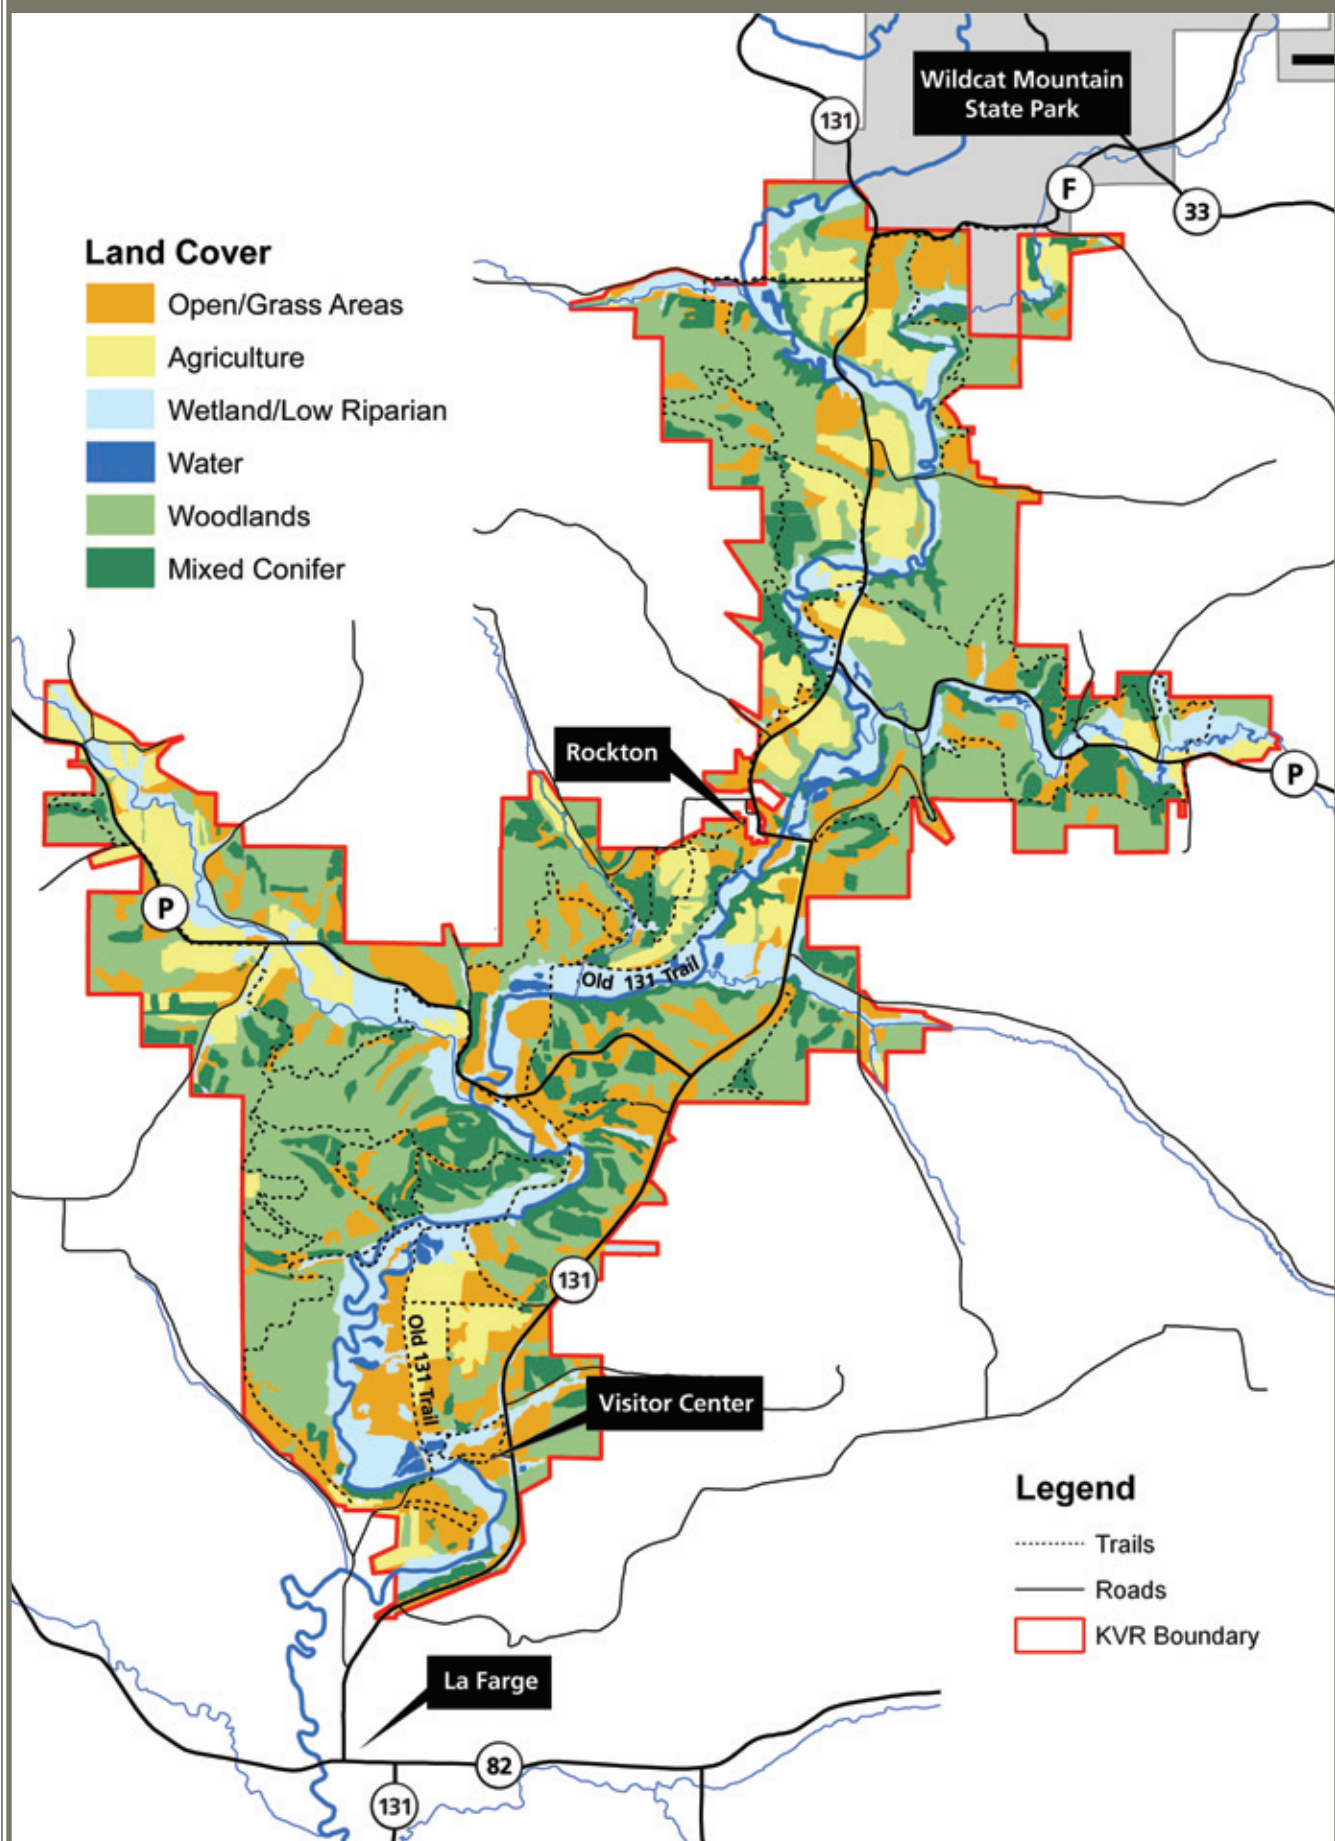 Wildcat Mountain
State Park
131
F
33
Land Cover
Open/Grass Areas
Agriculture
Wetland/Low Riparian
Water
Woodlands
Mixed Conifer
Rockton
P
P
Old 131 Trail
131
Old 131 Trail
Visitor Center
Legend
Trails
Roads
KVR Boundary
La Farge
82
131